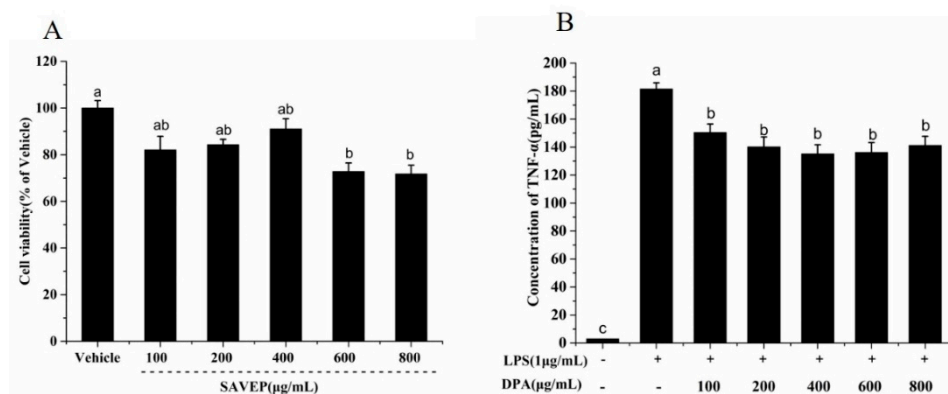 A
120
100
80
60
40
20
0
Cell viability(% of Vehicle)
a
ab
ab
ab
b
b
Vehicle 100 200 400 600 800
SAVEP(μg/mL)
B
200
180
160
140
120
100
80
60
40
20
0
Concentration of TNF-α(pg/mL)
c
a
b
b
b
b
b
LPS(1μg/mL) - + + + + + +
DPA(μg/mL) - - 100 200 400 600 800